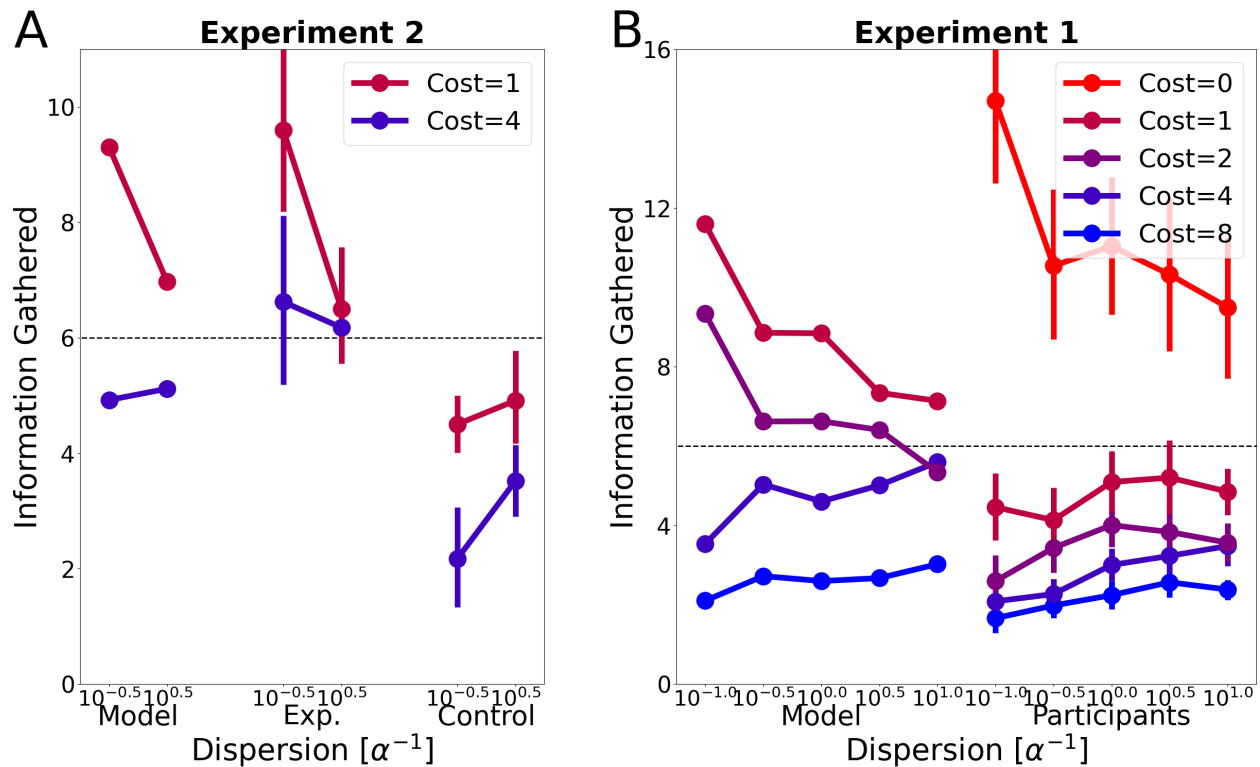 A
Experiment 2
Cost=1
Cost=4
Information Gathered
10
8
6
4
2
0
10^-0.5 10^0.5 10^-0.5 10^0.5 10^-0.5 10^0.5
Model Exp. Control
Dispersion [α^-1]
B
Experiment 1
Cost=0
Cost=1
Cost=2
Cost=4
Cost=8
Information Gathered
16
12
8
4
0
10^-1.0 10^-0.5 10^0.0 10^0.5 10^1.0 10^-1.0 10^-0.5 10^0.0 10^0.5 10^1.0
Model Participants
Dispersion [α^-1]